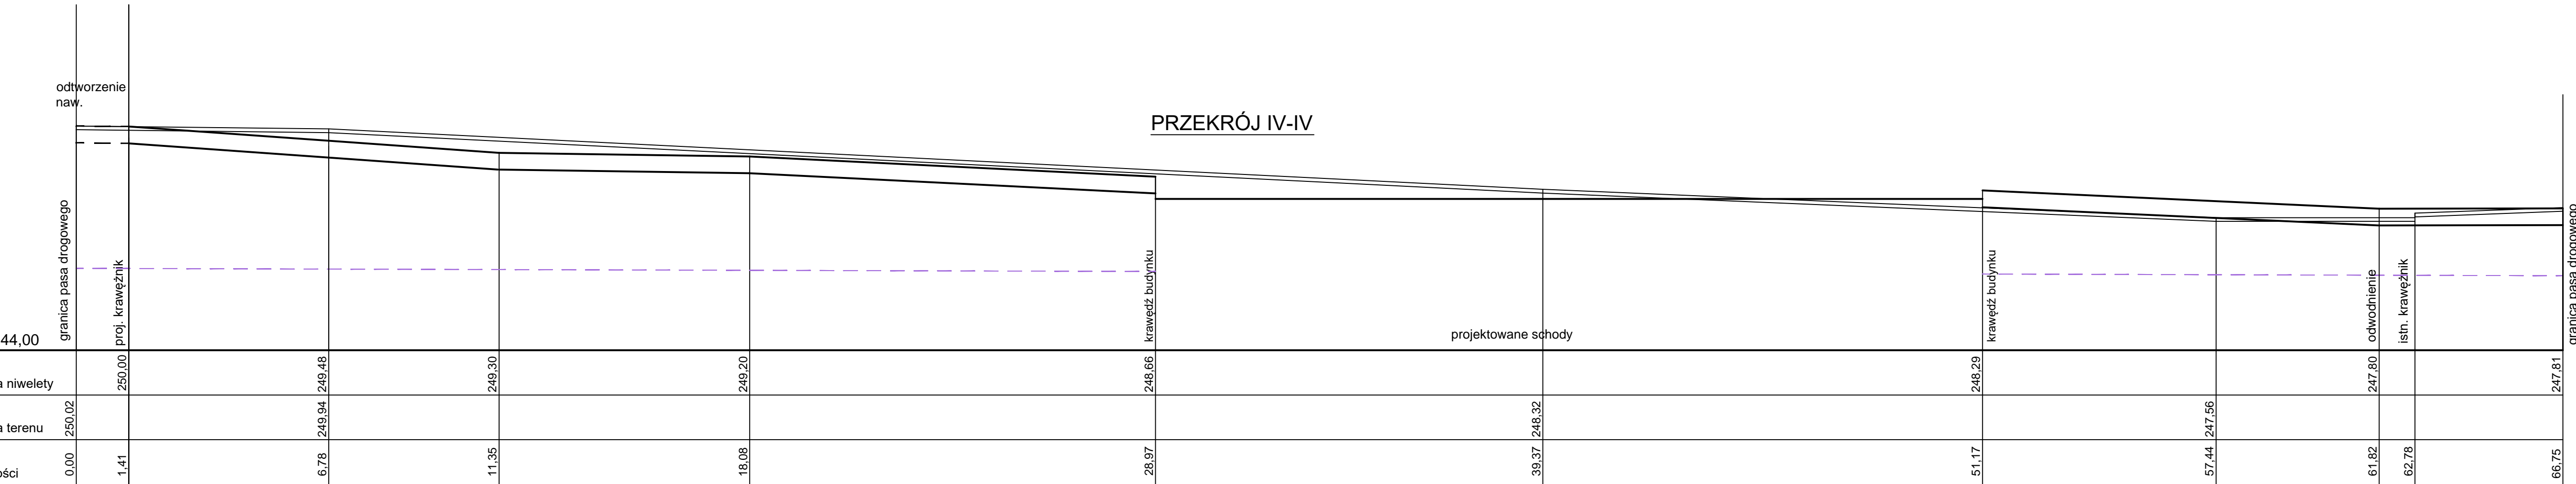 odtworzenie
naw.
PRZEKRÓJ IV-IV
granica pasa drogowego
proj. krawężnik
krawędź budynku
projektowane schody
krawędź budynku
odwodnienie
istn. krawężnik
granica pasa drogowego
44,00
a niwelety
250,00
249,48
249,30
249,20
248,66
248,29
247,80
247,81
a terenu
250,02
249,94
248,32
247,56
ości
0,00
1,41
6,78
11,35
18,08
28,97
39,37
51,17
57,44
61,82
62,78
66,75